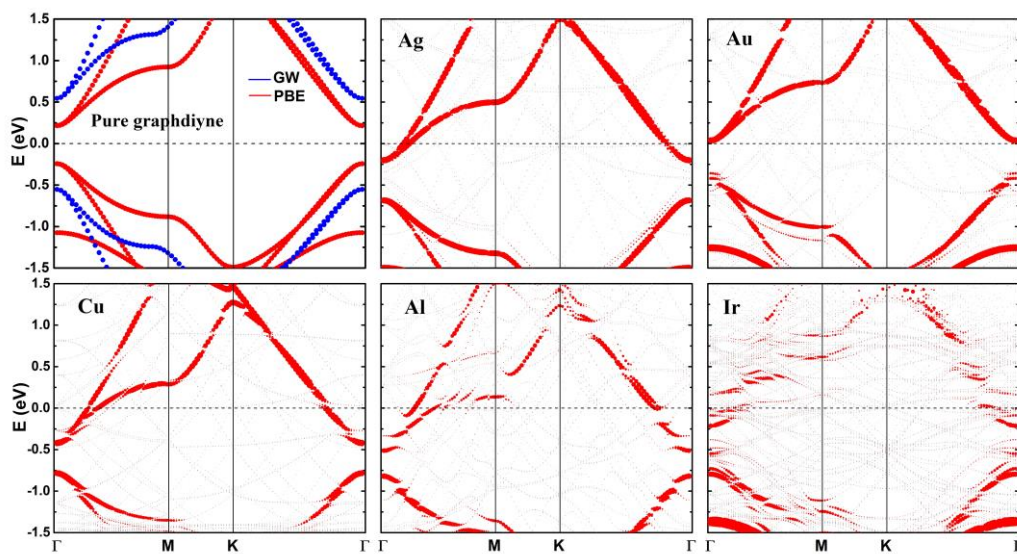 1.5
1.0
0.5
0.0
-0.5
-1.0
-1.5
E (eV)
GW
PBE
Pure graphdiyne
Ag
Au
1.5
1.0
0.5
0.0
-0.5
-1.0
-1.5
E (eV)
Cu
Al
Ir
Γ M K Γ M K Γ M K Γ